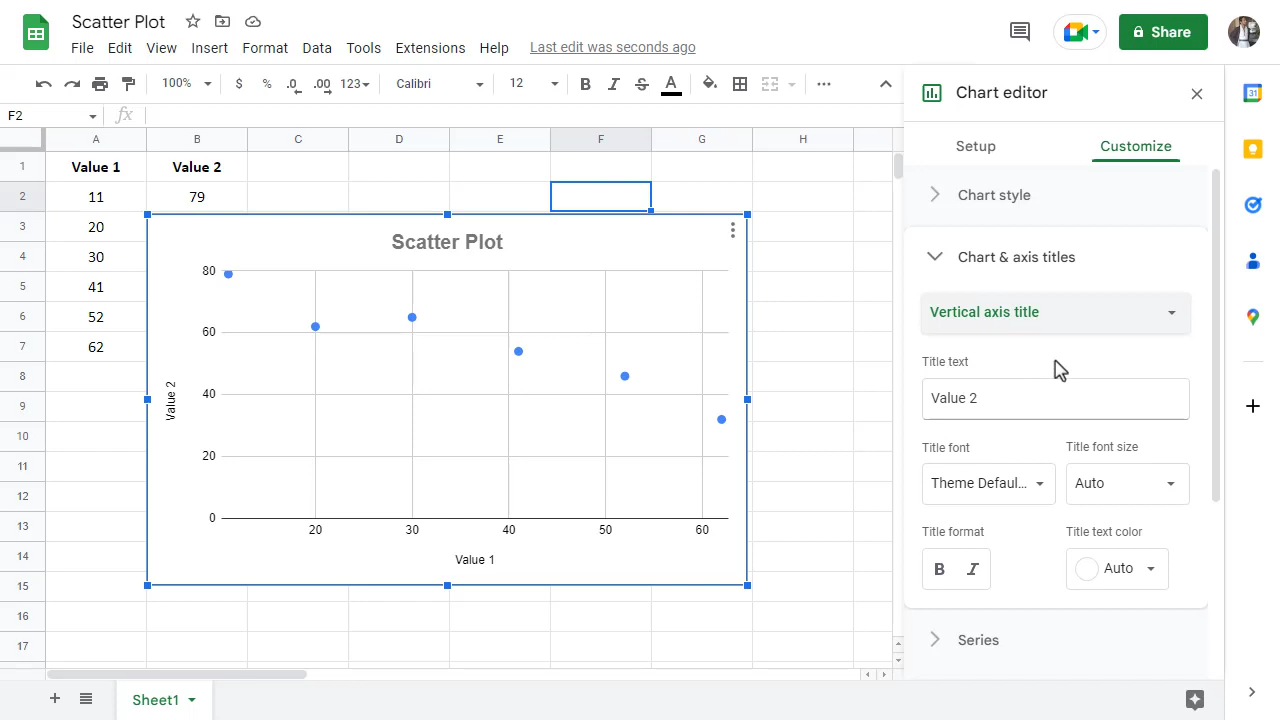 Scatter Plot
File Edit View Insert Format Data Tools Extensions Help Last edit was seconds ago
Share
100% $ % .0 .00 123 Calibri 12 B I S A
F2 fx
A B C D E F G H
1 Value 1 Value 2
2 11 79
3 20
4 30
5 41
6 52
7 62
8
9
10
11
12
13
14
15
16
17
Scatter Plot
80
60
40
20
0
Value 2
20 30 40 50 60
Value 1
Chart editor
Setup Customize
Chart style
Chart & axis titles
Vertical axis title
Title text
Value 2
Title font Title font size
Theme Defaul... Auto
Title format Title text color
B I Auto
Series
31
Sheet1